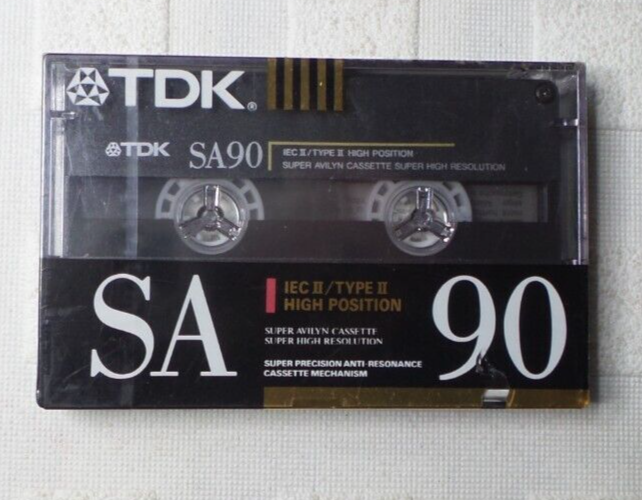 TDK®
TDK SA90 IEC II/TYPE II HIGH POSITION
SUPER AVILYN CASSETTE SUPER HIGH RESOLUTION
SA
IEC II/TYPE II
HIGH POSITION
SUPER AVILYN CASSETTE
SUPER HIGH RESOLUTION
SUPER PRECISION ANTI-RESONANCE
CASSETTE MECHANISM
90